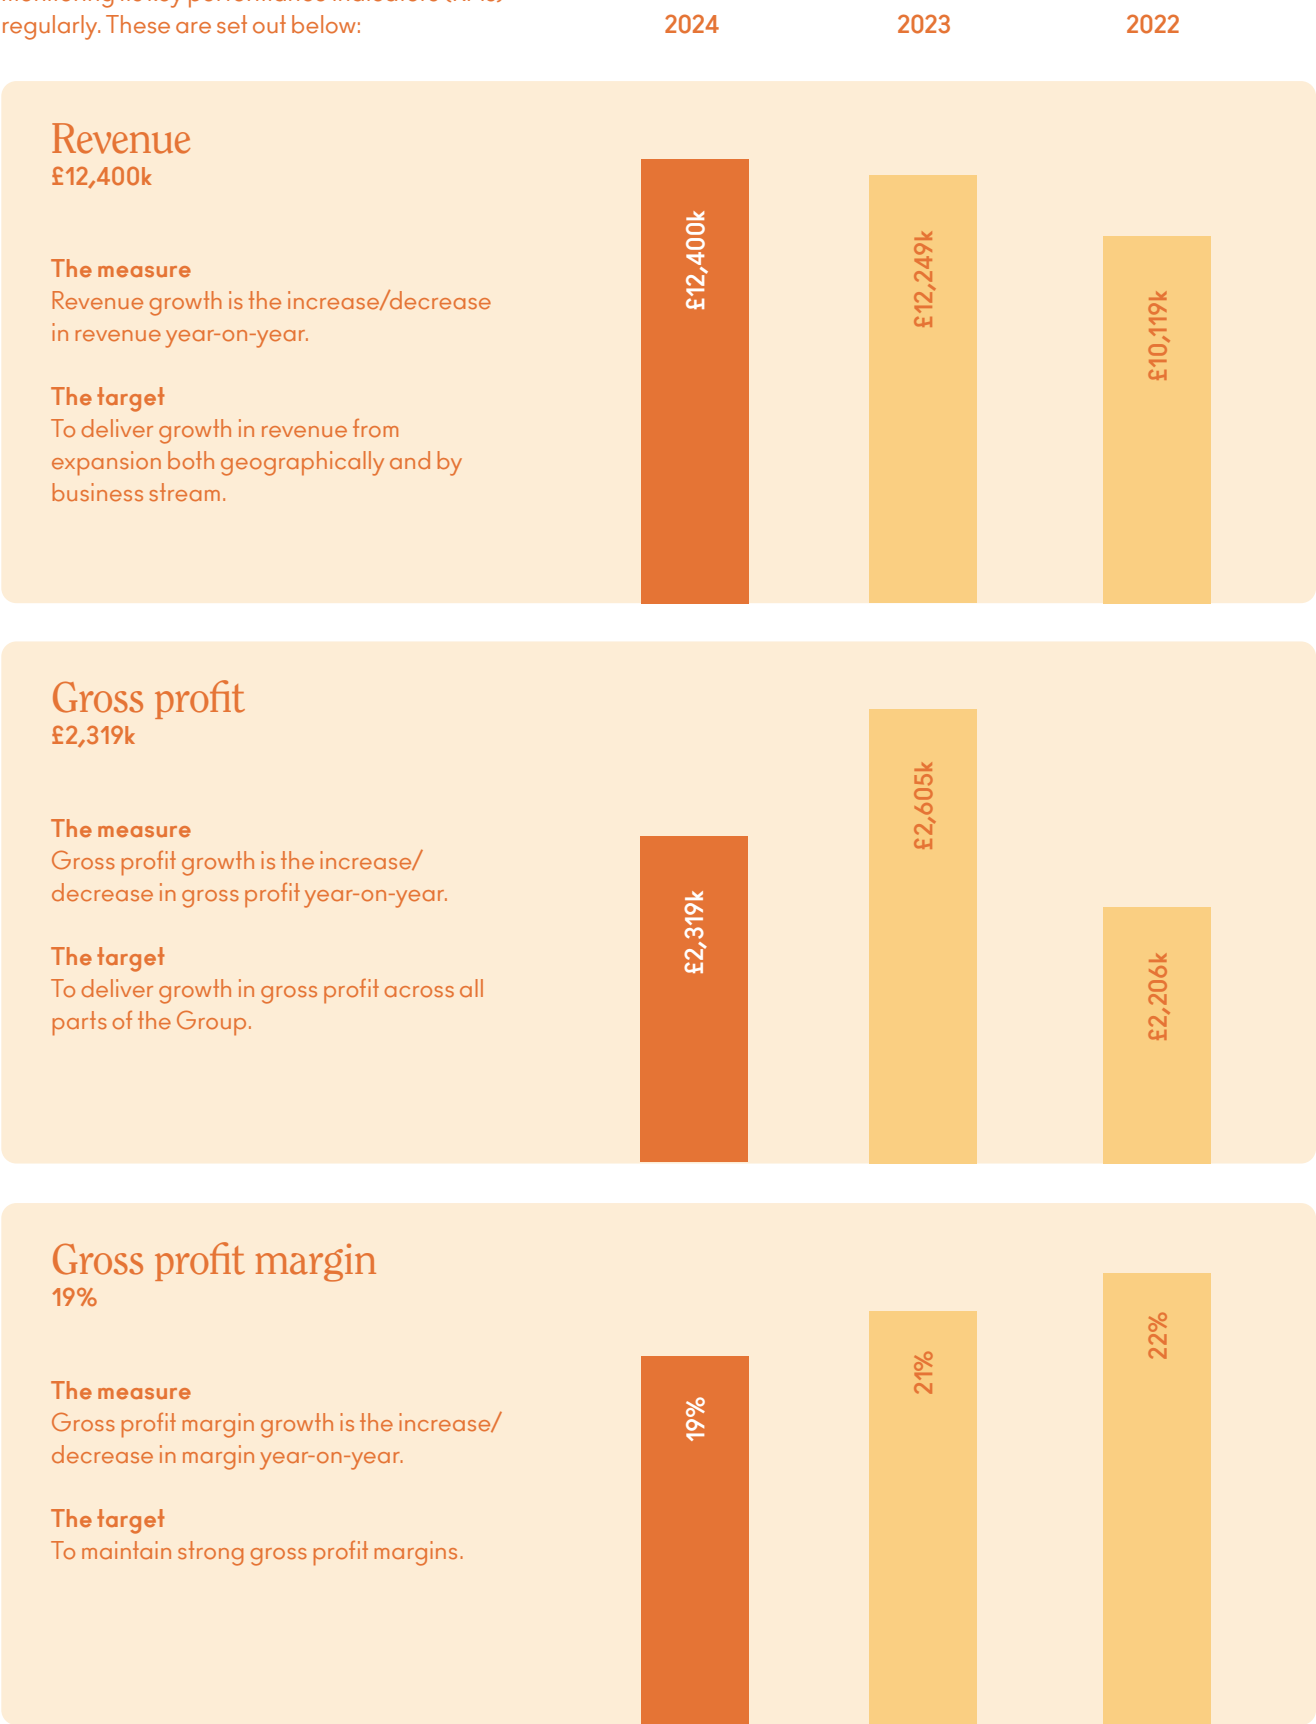 regularly. These are set out below:
2024 2023 2022
Revenue
£12,400k
The measure
Revenue growth is the increase/decrease
in revenue year-on-year.
The target
To deliver growth in revenue from
expansion both geographically and by
business stream.
£12,400k
£12,249k
£10,119k
Gross profit
£2,319k
The measure
Gross profit growth is the increase/
decrease in gross profit year-on-year.
The target
To deliver growth in gross profit across all
parts of the Group.
£2,319k
£2,605k
£2,206k
Gross profit margin
19%
The measure
Gross profit margin growth is the increase/
decrease in margin year-on-year.
The target
To maintain strong gross profit margins.
19%
21%
22%